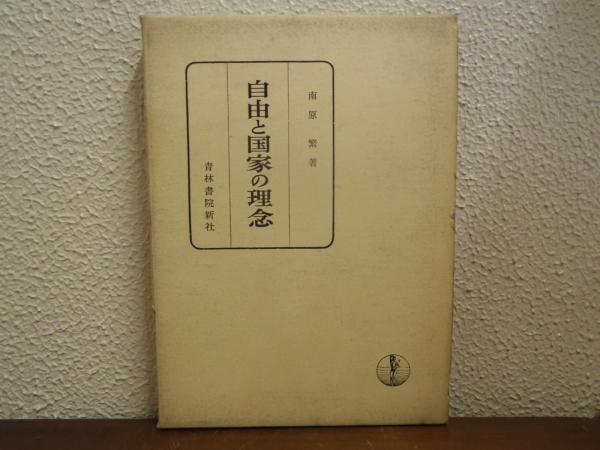 南原 繁 著
自由と国家の理念
青林書院新社